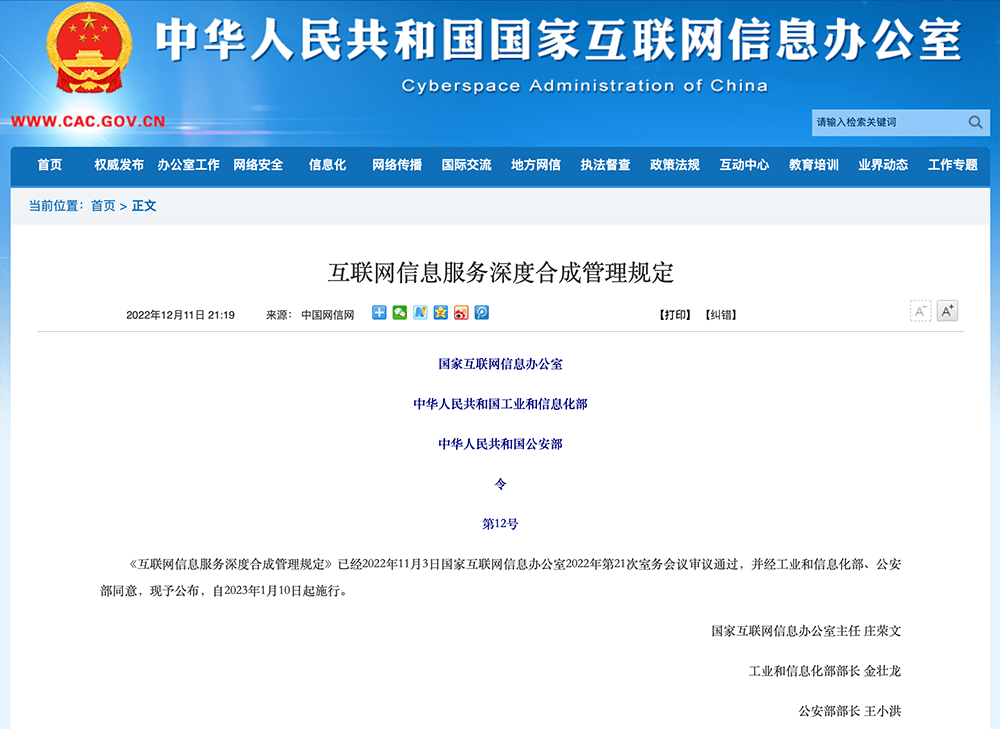 中华人民共和国国家互联网信息办公室
Cyberspace Administration of China
WWW.CAC.GOV.CN
请输入检索关键词
首页 权威发布 办公室工作 网络安全 信息化 网络传播 国际交流 地方网信 执法督查 政策法规 互动中心 教育培训 业界动态 工作专题
当前位置：首页 > 正文
互联网信息服务深度合成管理规定
2022年12月11日 21:19 来源： 中国网信网 【打印】 【纠错】 A- A+
国家互联网信息办公室
中华人民共和国工业和信息化部
中华人民共和国公安部
令
第12号
《互联网信息服务深度合成管理规定》已经2022年11月3日国家互联网信息办公室2022年第21次室务会议审议通过，并经工业和信息化部、公安
部同意，现予公布，自2023年1月10日起施行。
国家互联网信息办公室主任 庄荣文
工业和信息化部部长 金壮龙
公安部部长 王小洪